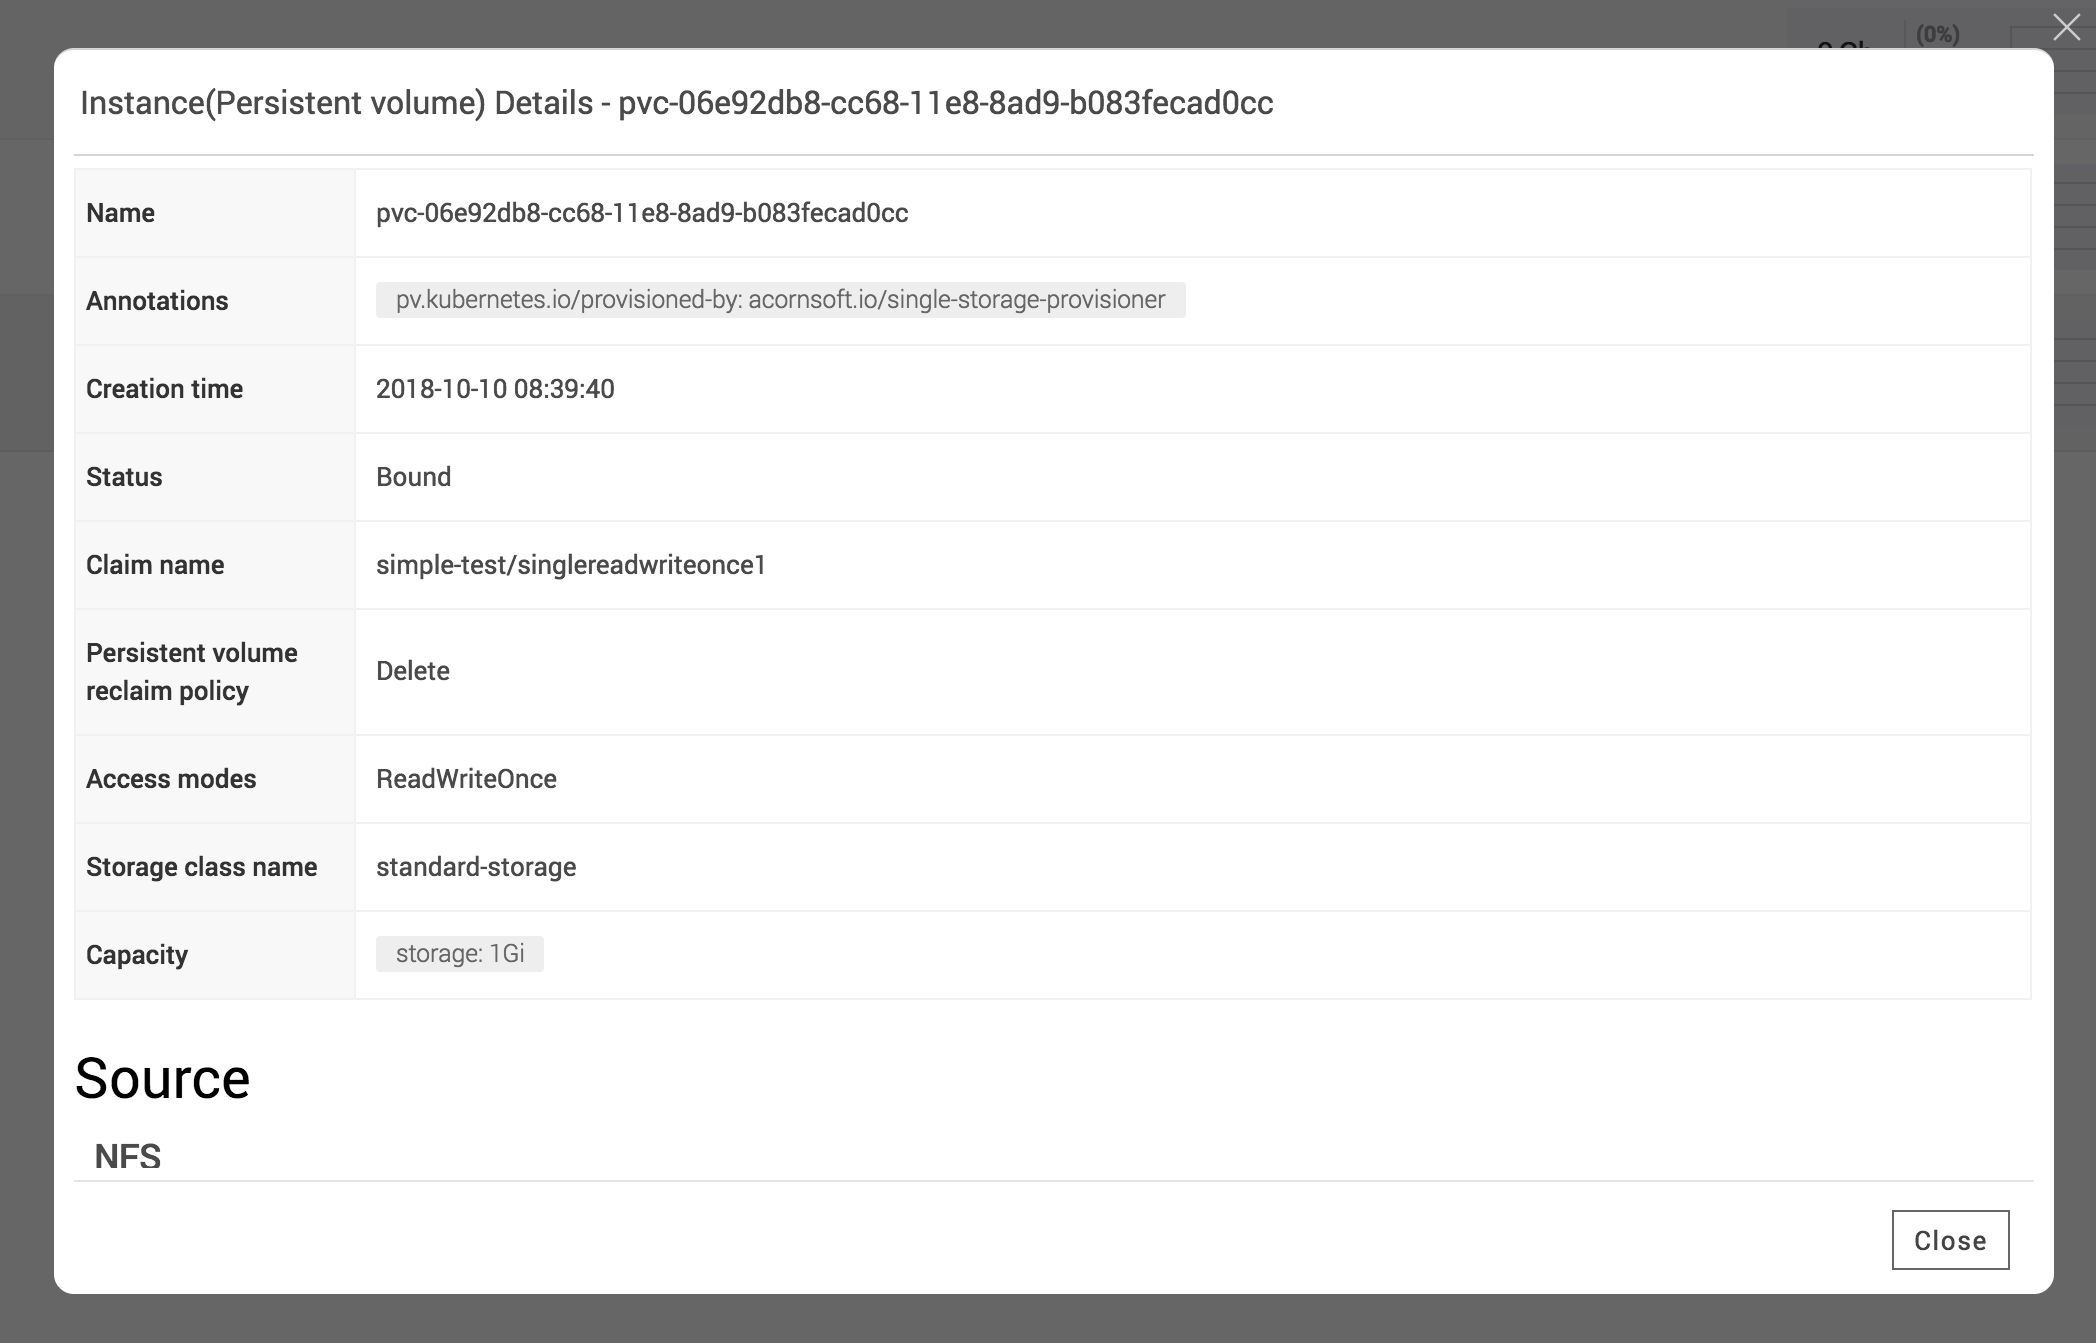 (0%)
Instance(Persistent volume) Details - pvc-06e92db8-cc68-11e8-8ad9-b083fecad0cc
Name
pvc-06e92db8-cc68-11e8-8ad9-b083fecad0cc
Annotations
pv.kubernetes.io/provisioned-by: acornsoft.io/single-storage-provisioner
Creation time
2018-10-10 08:39:40
Status
Bound
Claim name
simple-test/singlereadwriteonce1
Persistent volume
reclaim policy
Delete
Access modes
ReadWriteOnce
Storage class name
standard-storage
Capacity
storage: 1Gi
Source
NFS
Close